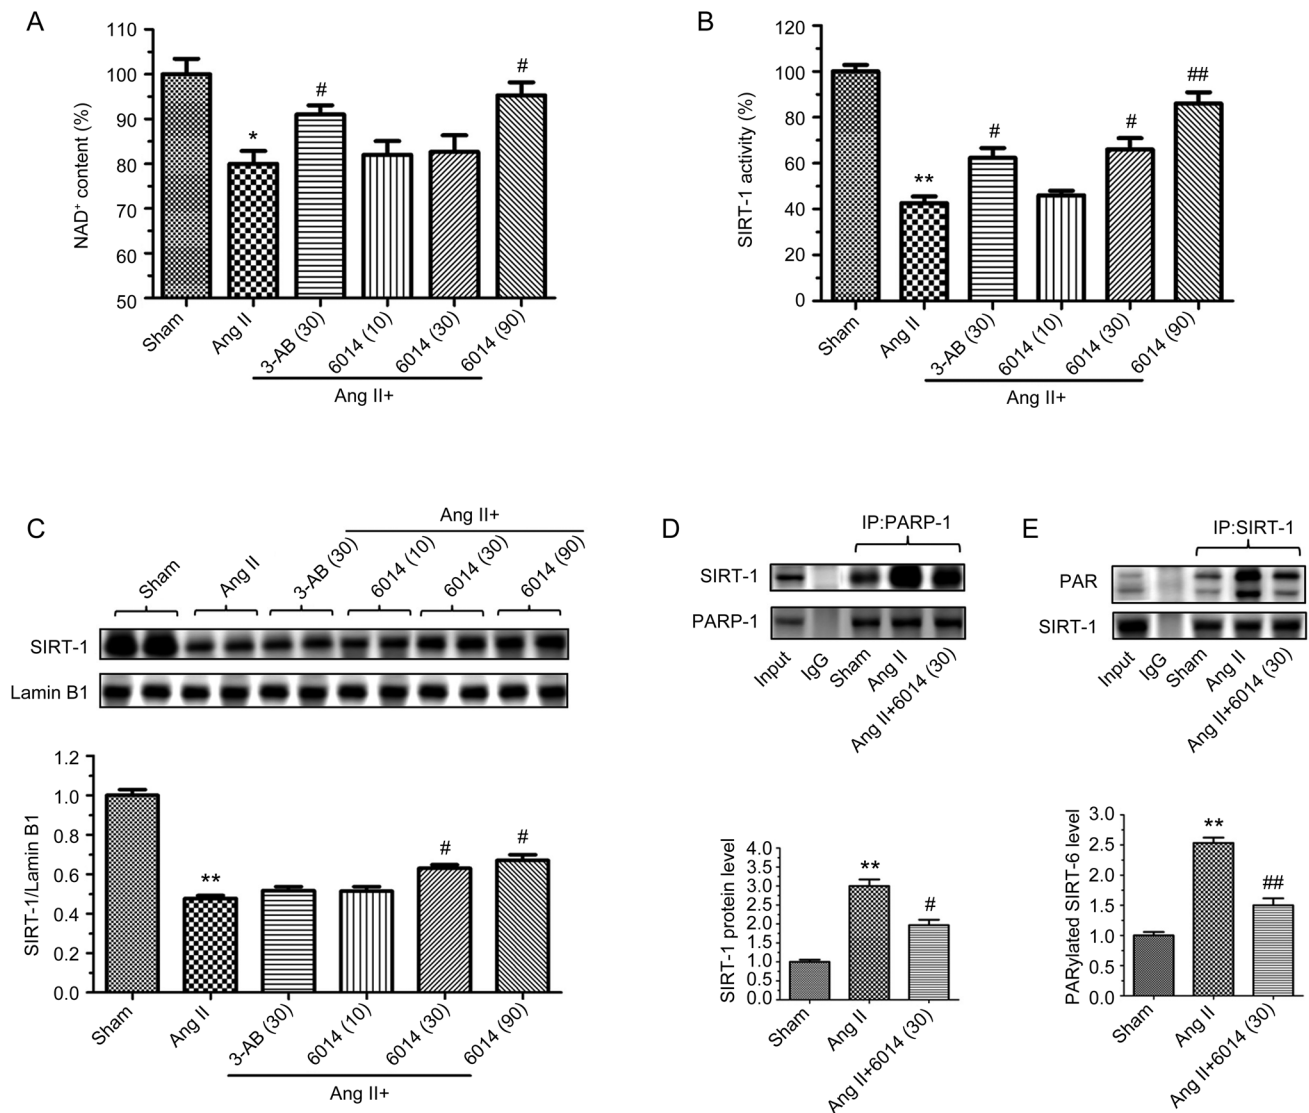 A
110
100
90
80
70
60
50
NAD+ content (%)
*
#
#
Sham
Ang II
3-AB (30)
6014 (10)
6014 (30)
6014 (90)
Ang II+
B
120
100
80
60
40
20
0
SIRT-1 activity (%)
**
#
#
##
Sham
Ang II
3-AB (30)
6014 (10)
6014 (30)
6014 (90)
Ang II+
C
Ang II+
Sham
Ang II
3-AB (30)
6014 (10)
6014 (30)
6014 (90)
SIRT-1
Lamin B1
1.2
1.0
0.8
0.6
0.4
0.2
0.0
SIRT-1/Lamin B1
**
#
#
Sham
Ang II
3-AB (30)
6014 (10)
6014 (30)
6014 (90)
Ang II+
D
IP:PARP-1
SIRT-1
PARP-1
Input
IgG
Sham
Ang II
Ang II+6014 (30)
4.0
3.5
3.0
2.5
2.0
1.5
1.0
0.5
0.0
SIRT-1 protein level
**
#
Sham
Ang II
Ang II+6014 (30)
E
IP:SIRT-1
PAR
SIRT-1
Input
IgG
Sham
Ang II
Ang II+6014 (30)
3.0
2.5
2.0
1.5
1.0
0.5
0.0
PARylated SIRT-6 level
**
##
Sham
Ang II
Ang II+6014 (30)